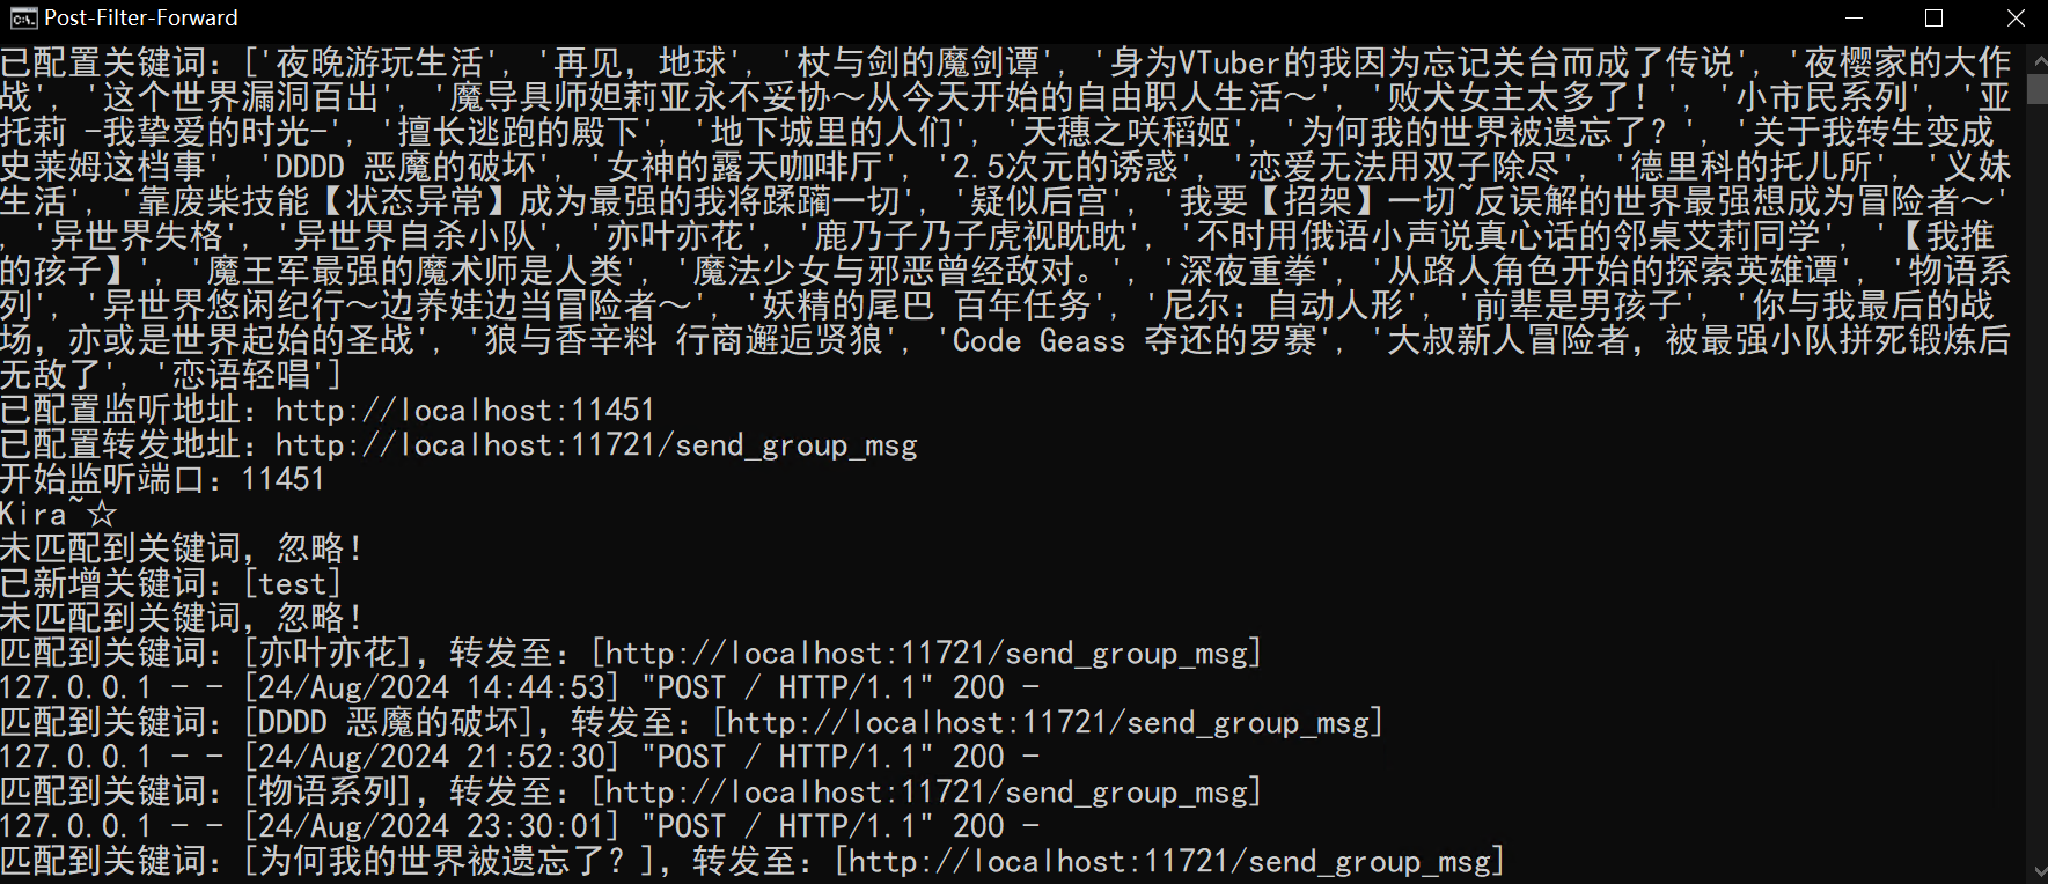 Post-Filter-Forward
已配置关键词：['夜晚游玩生活', '再见，地球', '杖与剑的魔剑谭', '身为VTuber的我因为忘记关台而成了传说', '夜樱家的大作
战', '这个世界漏洞百出', '魔导具师妲莉亚永不妥协～从今天开始的自由职人生活～', '败犬女主太多了！', '小市民系列', '亚
托莉 -我挚爱的时光-', '擅长逃跑的殿下', '地下城里的人们', '天穗之咲稻姬', '为何我的世界被遗忘了？', '关于我转生变成
史莱姆这档事', 'DDDD 恶魔的破坏', '女神的露天咖啡厅', '2.5次元的诱惑', '恋爱无法用双子除尽', '德里科的托儿所', '义妹
生活', '靠废柴技能【状态异常】成为最强的我将蹂躏一切', '疑似后宫', '我要【招架】一切~反误解的世界最强想成为冒险者～'
, '异世界失格', '异世界自杀小队', '亦叶亦花', '鹿乃子乃子虎视眈眈', '不时用俄语小声说真心话的邻桌艾莉同学', '【我推
的孩子】', '魔王军最强的魔术师是人类', '魔法少女与邪恶曾经敌对。', '深夜重拳', '从路人角色开始的探索英雄谭', '物语系
列', '异世界悠闲纪行～边养娃边当冒险者～', '妖精的尾巴 百年任务', '尼尔：自动人形', '前辈是男孩子', '你与我最后的战
场，亦或是世界起始的圣战', '狼与香辛料 行商邂逅贤狼', 'Code Geass 夺还的罗赛', '大叔新人冒险者，被最强小队拼死锻炼后
无敌了', '恋语轻唱']
已配置监听地址：http://localhost:11451
已配置转发地址：http://localhost:11721/send_group_msg
开始监听端口：11451
Kira~☆
未匹配到关键词，忽略！
已新增关键词：[test]
未匹配到关键词，忽略！
匹配到关键词：[亦叶亦花]，转发至：[http://localhost:11721/send_group_msg]
127.0.0.1 - - [24/Aug/2024 14:44:53] "POST / HTTP/1.1" 200 -
匹配到关键词：[DDDD 恶魔的破坏]，转发至：[http://localhost:11721/send_group_msg]
127.0.0.1 - - [24/Aug/2024 21:52:30] "POST / HTTP/1.1" 200 -
匹配到关键词：[物语系列]，转发至：[http://localhost:11721/send_group_msg]
127.0.0.1 - - [24/Aug/2024 23:30:01] "POST / HTTP/1.1" 200 -
匹配到关键词：[为何我的世界被遗忘了？]，转发至：[http://localhost:11721/send_group_msg]